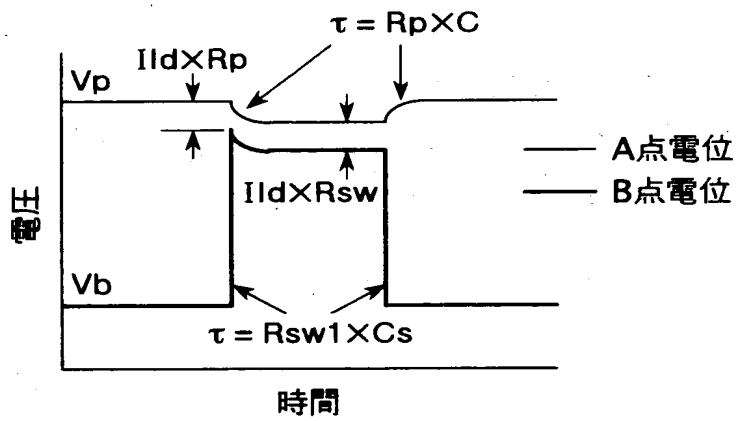 τ = Rp×C
Ild×Rp
Vp
A点電位
B点電位
Ild×Rsw
電圧
Vb
τ = Rsw1×Cs
時間